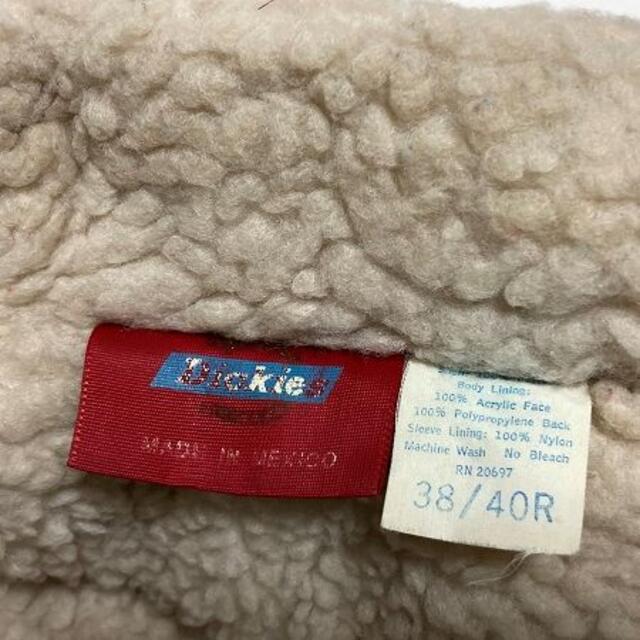 Dickies
MADE IN MEXICO
Body Lining:
100% Acrylic Face
100% Polypropylene Back
Sleeve Lining: 100% Nylon
Machine Wash No Bleach
RN 20697
38/40R